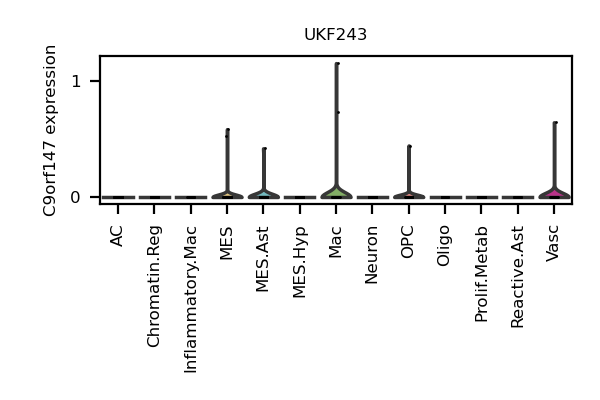 UKF243
C9orf147 expression
1
0
AC
Chromatin.Reg
Inflammatory.Mac
MES
MES.Ast
MES.Hyp
Mac
Neuron
OPC
Oligo
Prolif.Metab
Reactive.Ast
Vasc